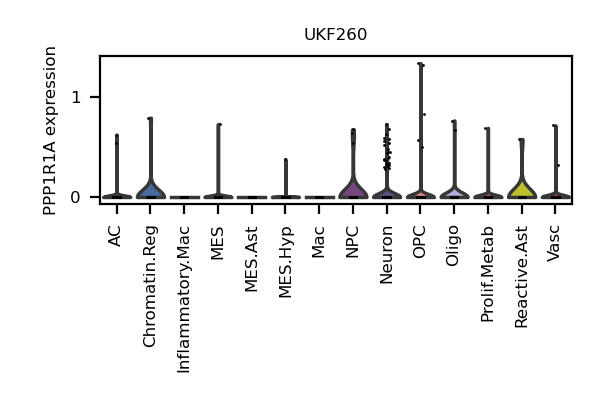 UKF260
PPP1R1A expression
1
0
AC
Chromatin.Reg
Inflammatory.Mac
MES
MES.Ast
MES.Hyp
Mac
NPC
Neuron
OPC
Oligo
Prolif.Metab
Reactive.Ast
Vasc